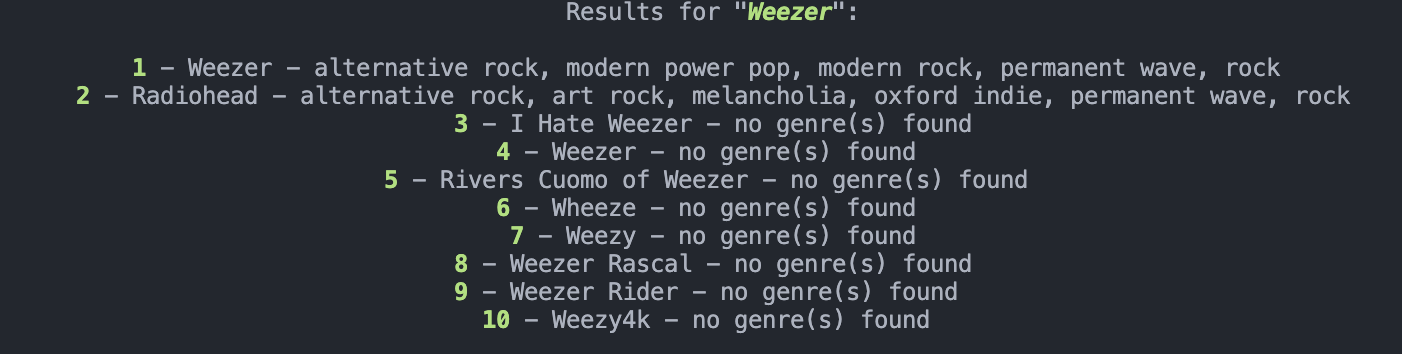 Results for "Weezer":
1 – Weezer – alternative rock, modern power pop, modern rock, permanent wave, rock
2 – Radiohead – alternative rock, art rock, melancholia, oxford indie, permanent wave, rock
3 – I Hate Weezer – no genre(s) found
4 – Weezer – no genre(s) found
5 – Rivers Cuomo of Weezer – no genre(s) found
6 – Wheeze – no genre(s) found
7 – Weezy – no genre(s) found
8 – Weezer Rascal – no genre(s) found
9 – Weezer Rider – no genre(s) found
10 – Weezy4k – no genre(s) found